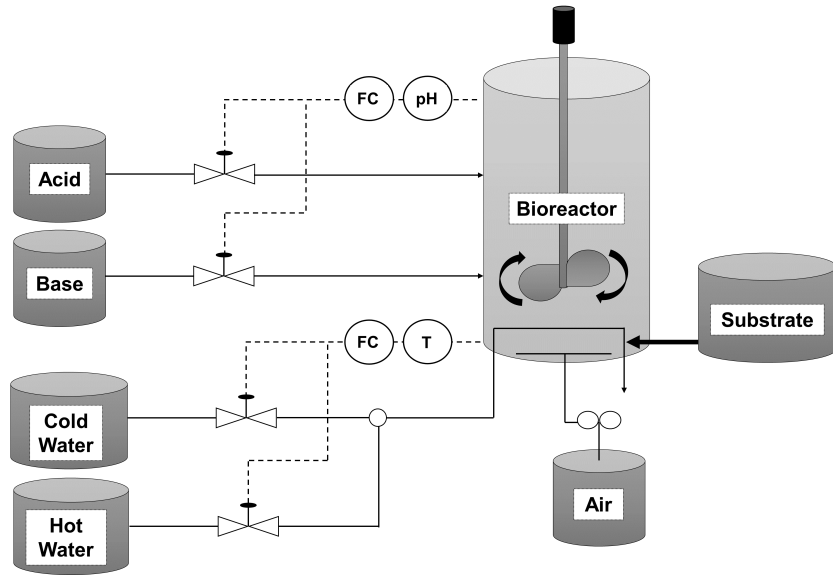 FC
pH
Acid
Bioreactor
Base
Substrate
FC
T
Cold
Water
Air
Hot
Water